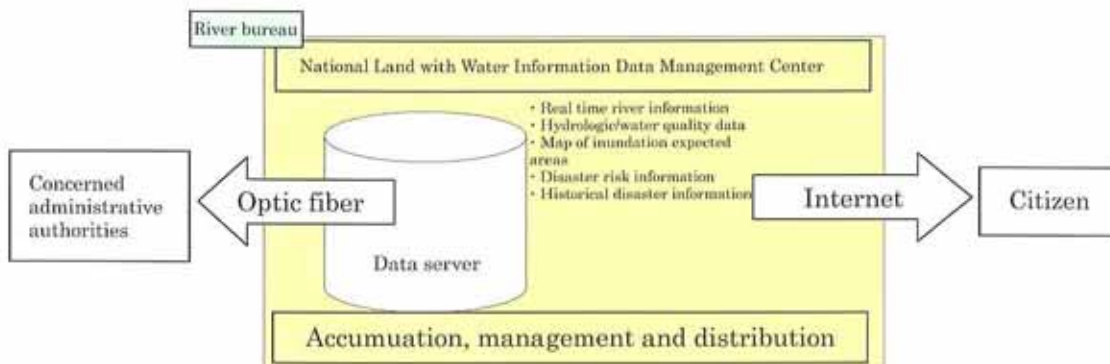 River bureau
National Land with Water Information Data Management Center
・Real time river information
・Hydrologic/water quality data
・Map of inundation expected
areas
・Disaster risk information
・Historical disaster information
Concerned
administrative
authorities
Optic fiber
Internet
Citizen
Data server
Accumuation, management and distribution